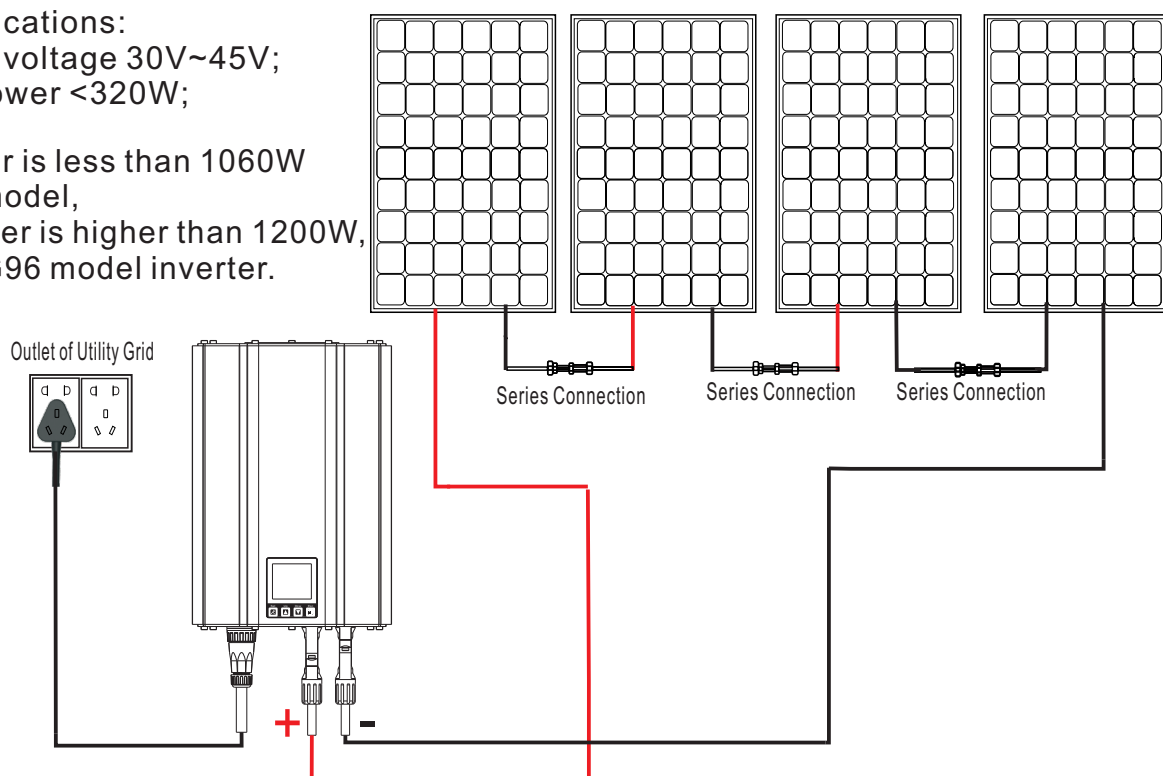 cations:
voltage 30V~45V;
ower <320W;
r is less than 1060W
nodel,
er is higher than 1200W,
G96 model inverter.
Outlet of Utility Grid
Series Connection
Series Connection
Series Connection
+
-